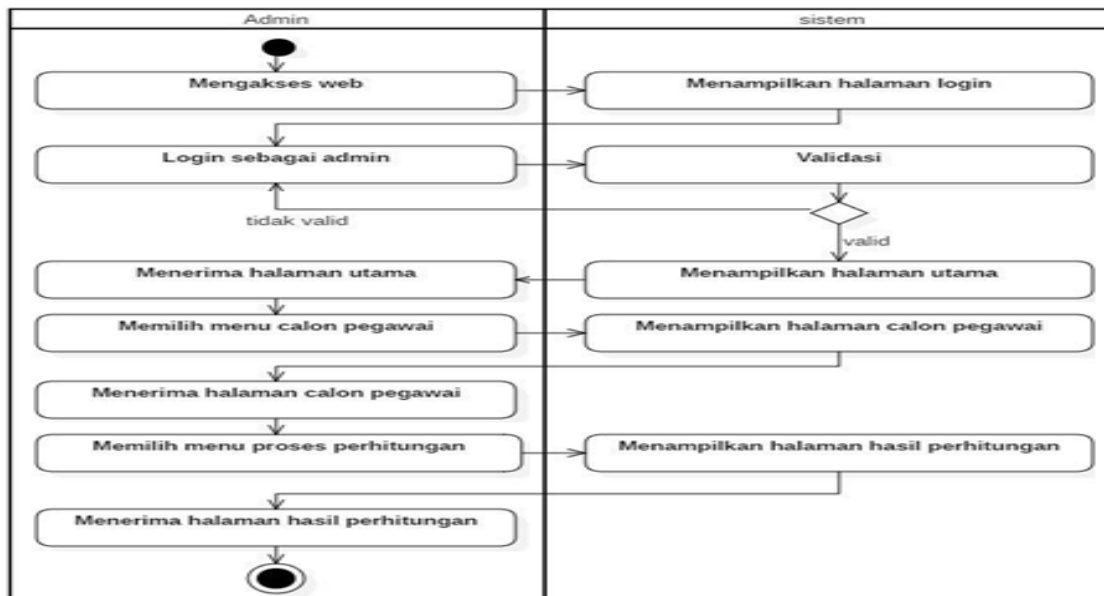 Admin
sistem
Mengakses web
Menampilkan halaman login
Login sebagai admin
Validasi
tidak valid
valid
Menerima halaman utama
Menampilkan halaman utama
Memilih menu calon pegawai
Menampilkan halaman calon pegawai
Menerima halaman calon pegawai
Memilih menu proses perhitungan
Menampilkan halaman hasil perhitungan
Menerima halaman hasil perhitungan